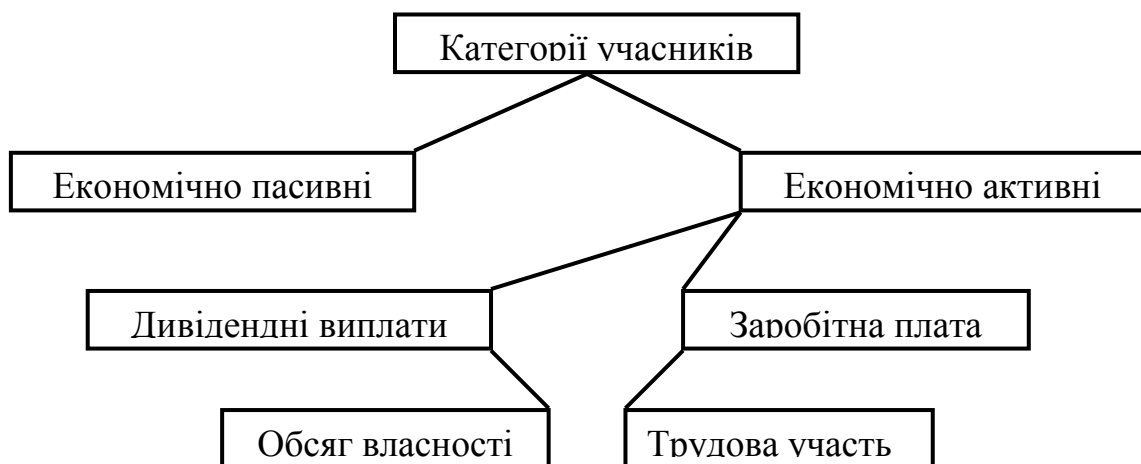 Категорії учасників
Економічно пасивні
Економічно активні
Дивідендні виплати
Заробітна плата
Обсяг власності
Трудова участь